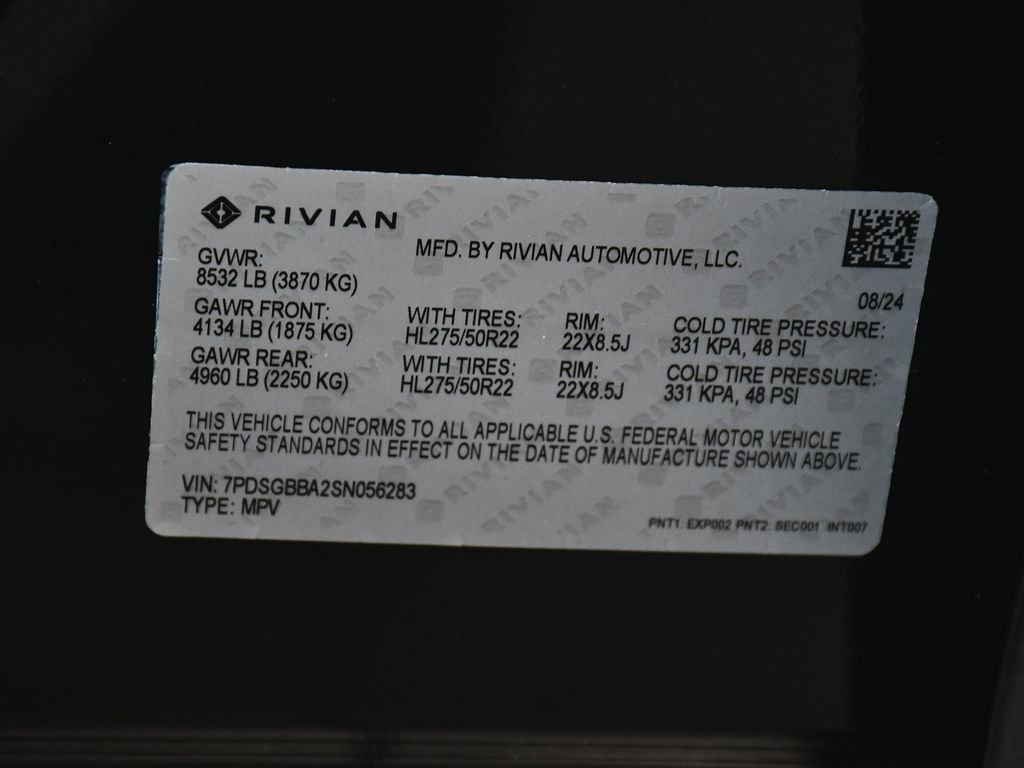 RIVIAN
MFD. BY RIVIAN AUTOMOTIVE, LLC.
GVWR:
8532 LB (3870 KG)
08/24
GAWR FRONT: WITH TIRES: RIM: COLD TIRE PRESSURE:
4134 LB (1875 KG) HL275/50R22 22X8.5J 331 KPA, 48 PSI
GAWR REAR: WITH TIRES: RIM: COLD TIRE PRESSURE:
4960 LB (2250 KG) HL275/50R22 22X8.5J 331 KPA, 48 PSI
THIS VEHICLE CONFORMS TO ALL APPLICABLE U.S. FEDERAL MOTOR VEHICLE
SAFETY STANDARDS IN EFFECT ON THE DATE OF MANUFACTURE SHOWN ABOVE.
VIN: 7PDSGBBA2SN056283
TYPE: MPV
PNT1: EXP002 PNT2: SEC001 INT007